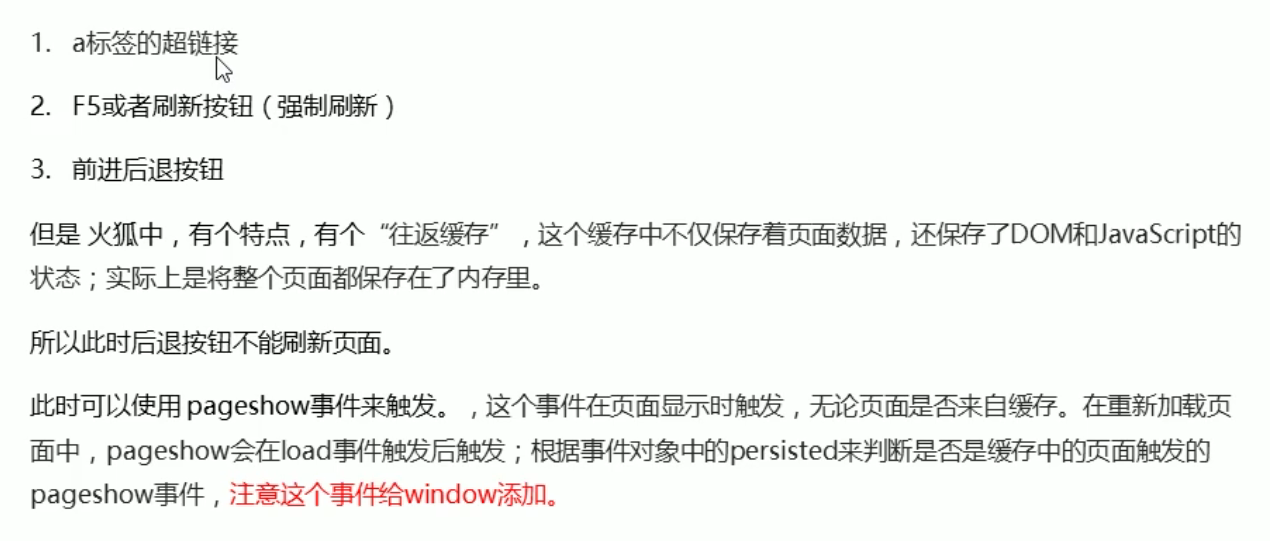 1. a标签的超链接
2. F5或者刷新按钮（强制刷新）
3. 前进后退按钮
但是 火狐中，有个特点，有个“往返缓存”，这个缓存中不仅保存着页面数据，还保存了DOM和JavaScript的
状态；实际上是将整个页面都保存在了内存里。
所以此时后退按钮不能刷新页面。
此时可以使用 pageshow事件来触发。，这个事件在页面显示时触发，无论页面是否来自缓存。在重新加载页
面中，pageshow会在load事件触发后触发；根据事件对象中的persisted来判断是否是缓存中的页面触发的
pageshow事件，注意这个事件给window添加。